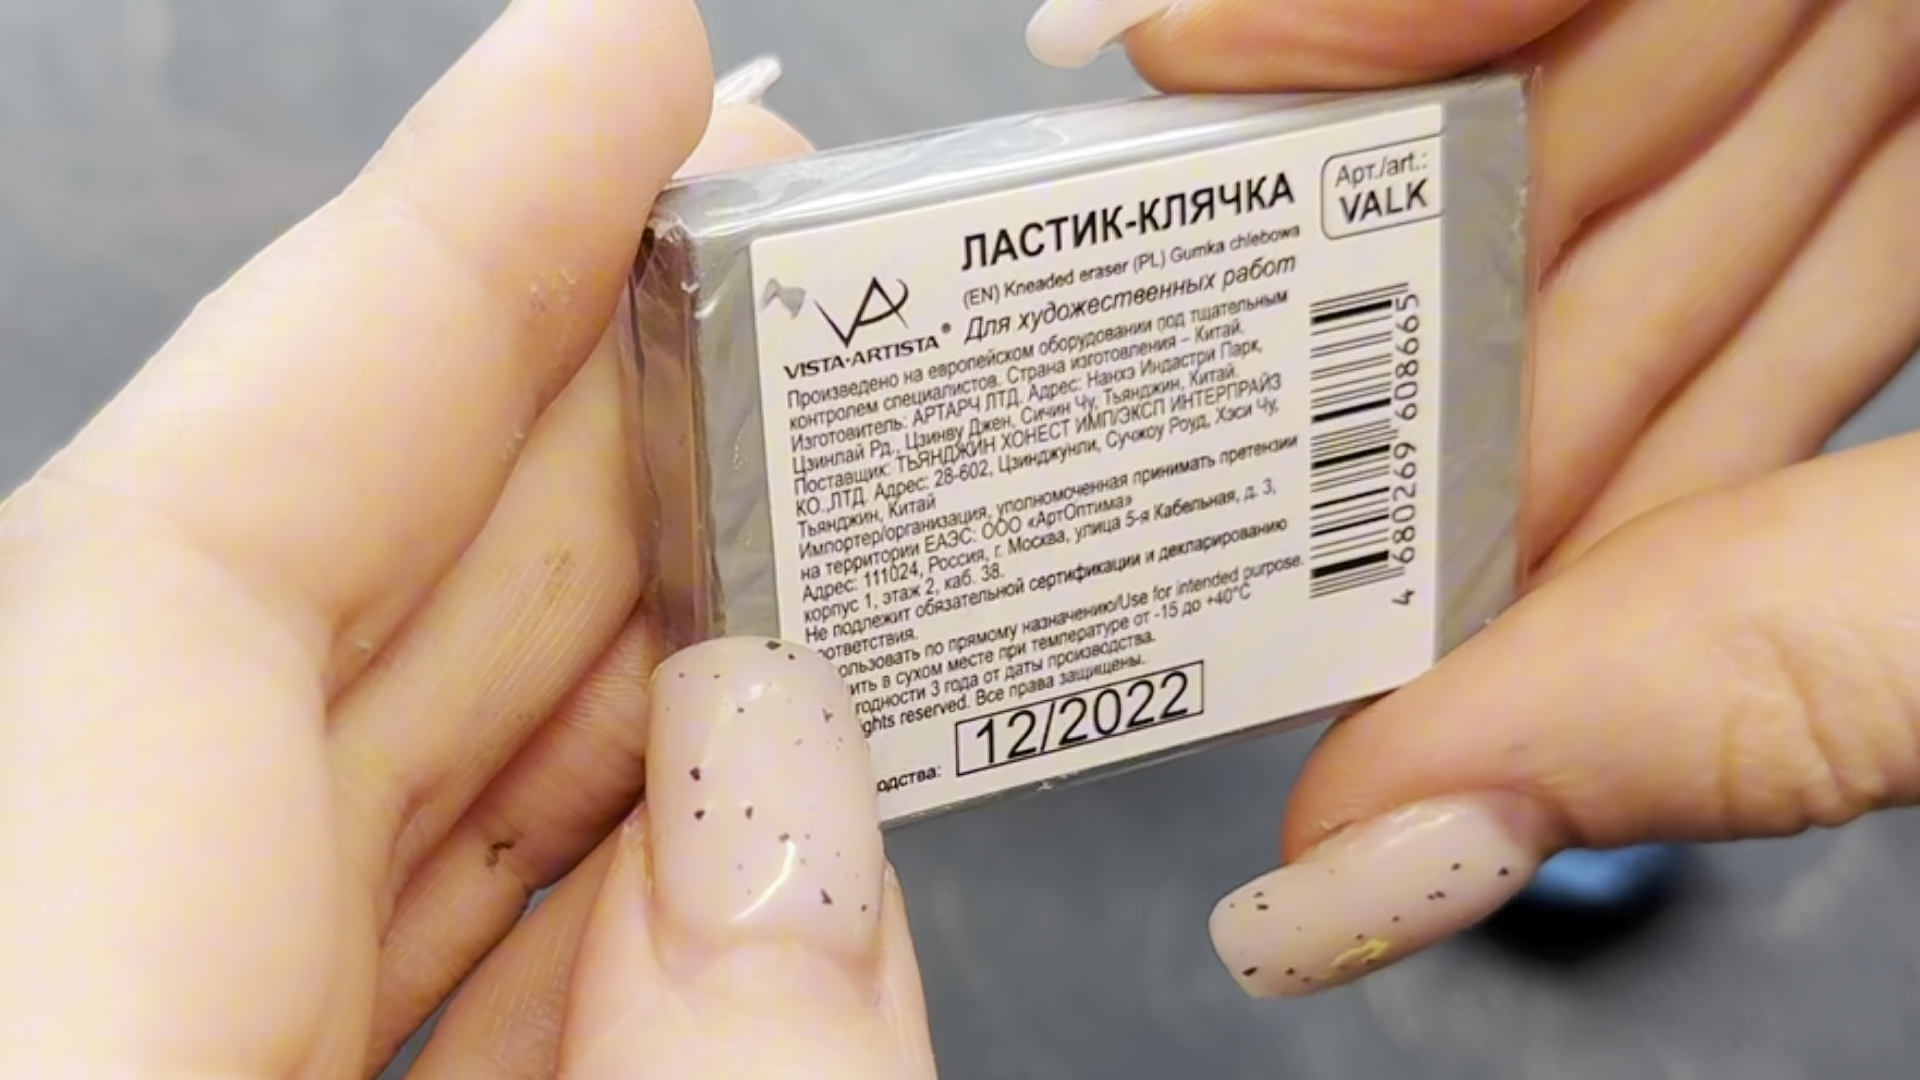 ЛАСТИК-КЛЯЧКА
Арт./art.:
VALK
(EN) Kneaded eraser (PL) Gumka chlebowa
Для художественных работ
VISTA-ARTISTA®
Произведено на европейском оборудовании под тщательным
контролем специалистов. Страна изготовления – Китай.
Изготовитель: АРТАРЧ ЛТД. Адрес: Нанхэ Индастри Парк,
Цзинлай Рд., Цзинву Джен, Сичин Чу, Тьянджин, Китай.
Поставщик: ТЬЯНДЖИН ХОНЕСТ ИМП/ЭКСП ИНТЕРПРАЙЗ
КО.,ЛТД. Адрес: 28-602, Цзинджунли, Сучжоу Роуд, Хэси Чу,
Тьянджин, Китай
Импортер/организация, уполномоченная принимать претензии
на территории ЕАЭС: ООО «АртОптима»
Адрес: 111024, Россия, г. Москва, улица 5-я Кабельная, д. 3,
корпус 1, этаж 2, каб. 38.
Не подлежит обязательной сертификации и декларированию
ответствия.
ользовать по прямому назначению/Use for intended purpose.
ить в сухом месте при температуре от -15 до +40°C
годности 3 года от даты производства.
ghts reserved. Все права защищены.
одства: 12/2022
4 680269 608665